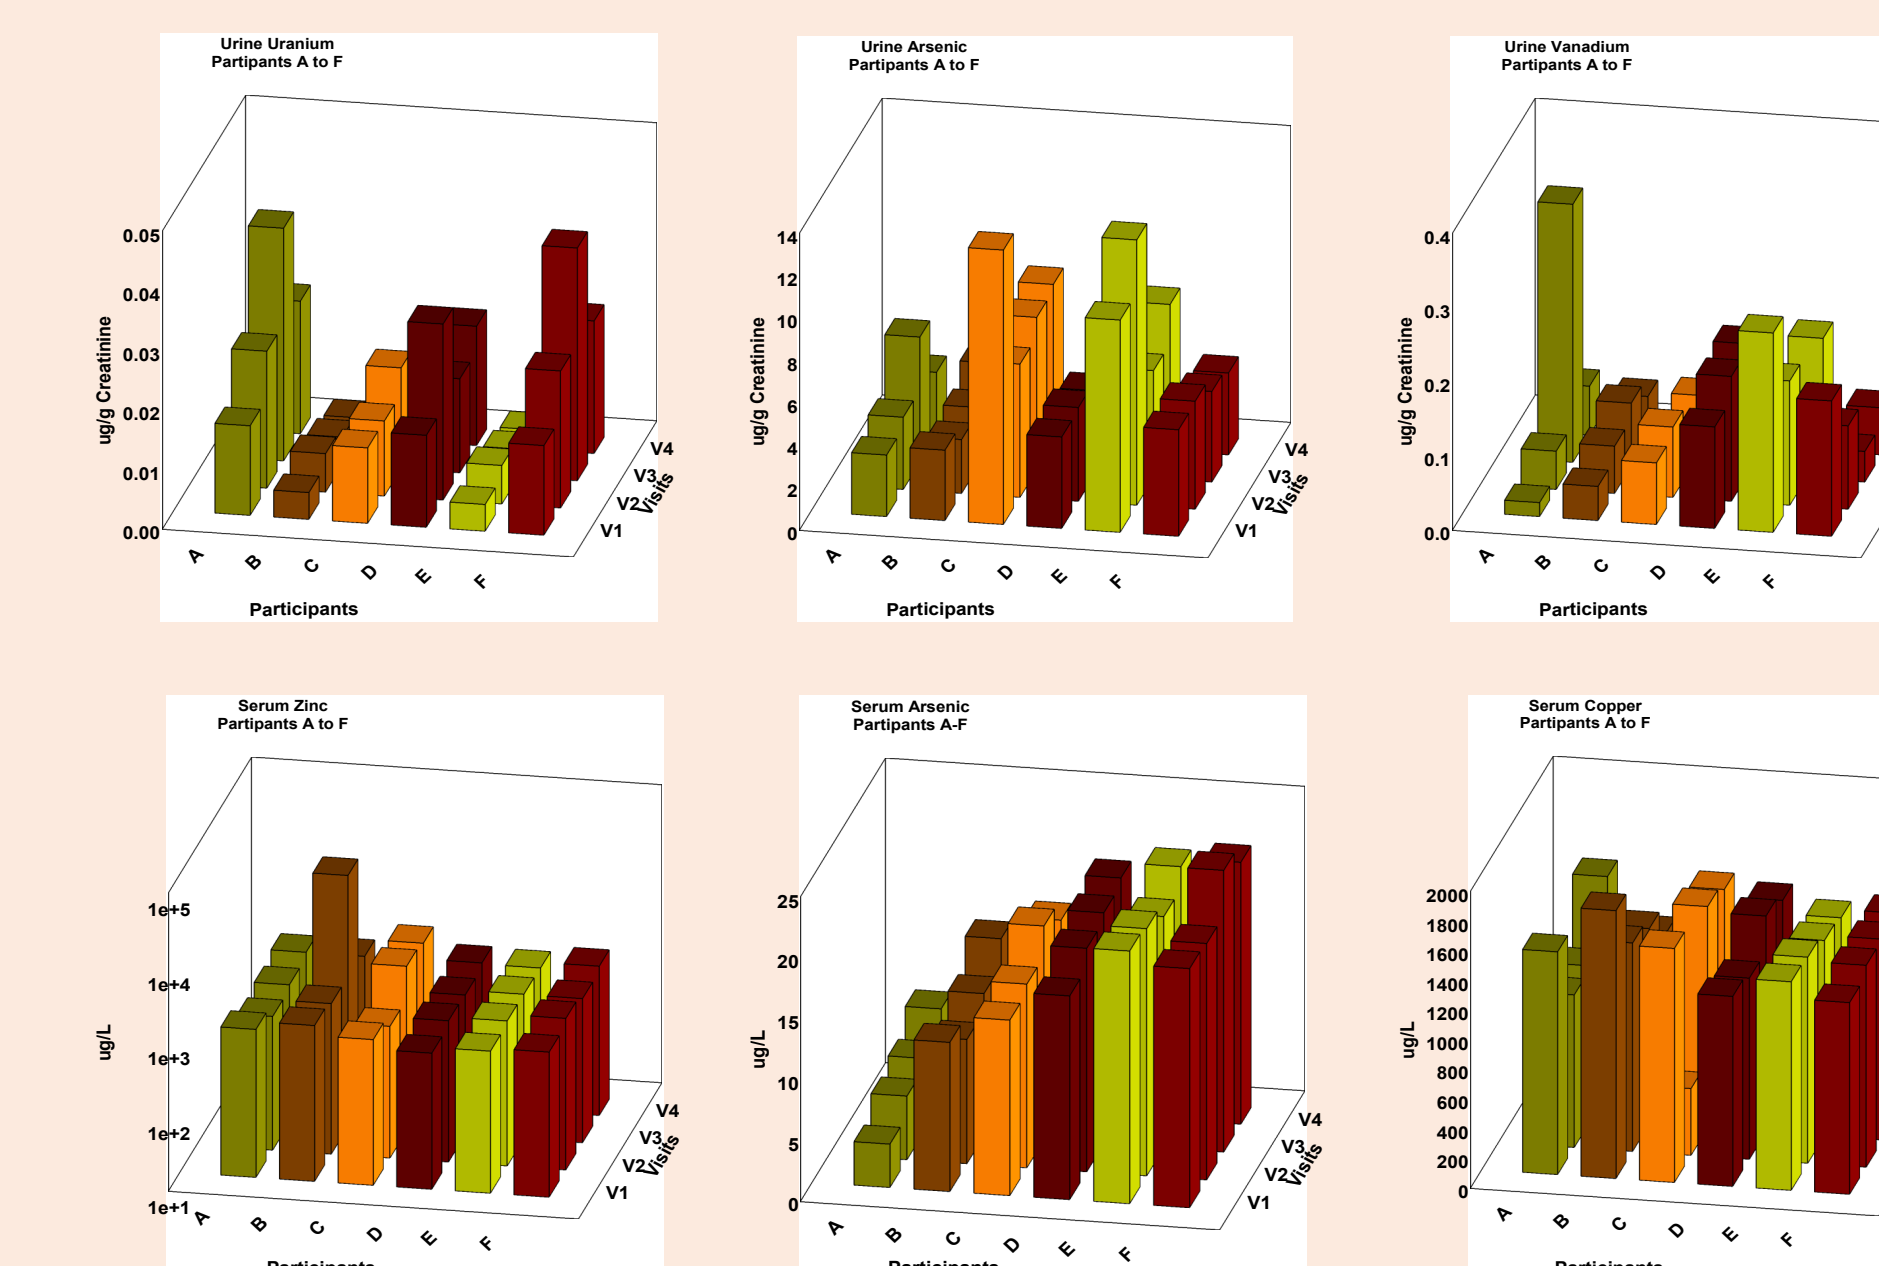 Urine Uranium
Partipants A to F
0.05
0.04
0.03
0.02
0.01
0.00
ug/g Creatinine
A
B
C
D
E
F
Participants
V1
V2
V3
V4
Visits
Urine Arsenic
Partipants A to F
14
12
10
8
6
4
2
0
ug/g Creatinine
A
B
C
D
E
F
Participants
V1
V2
V3
V4
Visits
Urine Vanadium
Partipants A to F
0.4
0.3
0.2
0.1
0.0
ug/g Creatinine
A
B
C
D
E
F
Participants
Serum Zinc
Partipants A to F
1e+5
1e+4
1e+3
1e+2
1e+1
ug/L
A
B
C
D
E
F
Participants
V1
V2
V3
V4
Visits
Serum Arsenic
Partipants A-F
25
20
15
10
5
0
ug/L
A
B
C
D
E
F
Participants
V1
V2
V3
V4
Visits
Serum Copper
Partipants A to F
2000
1800
1600
1400
1200
1000
800
600
400
200
0
ug/L
A
B
C
D
E
F
Participants